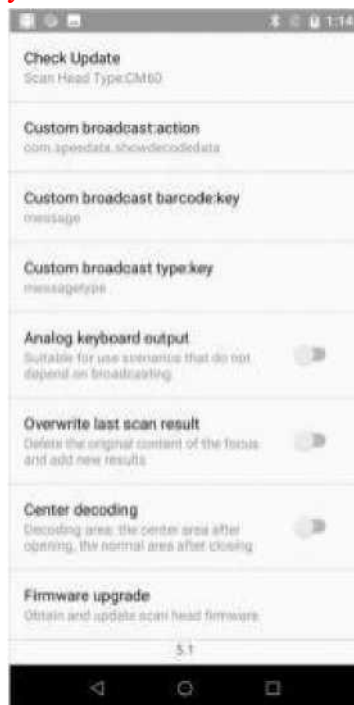 1:14
Check Update
Scan Head Type:CM60
Custom broadcast:action
com.speedata.showdecodedata
Custom broadcast barcode:key
message
Custom broadcast type:key
messagetype
Analog keyboard output
Suitable for use scenarios that do not
depend on broadcasting
Overwrite last scan result
Delete the original content of the focus
and add new results
Center decoding
Decoding area: the center area after
opening, the normal area after closing
Firmware upgrade
Obtain and update scan head firmware
5.1